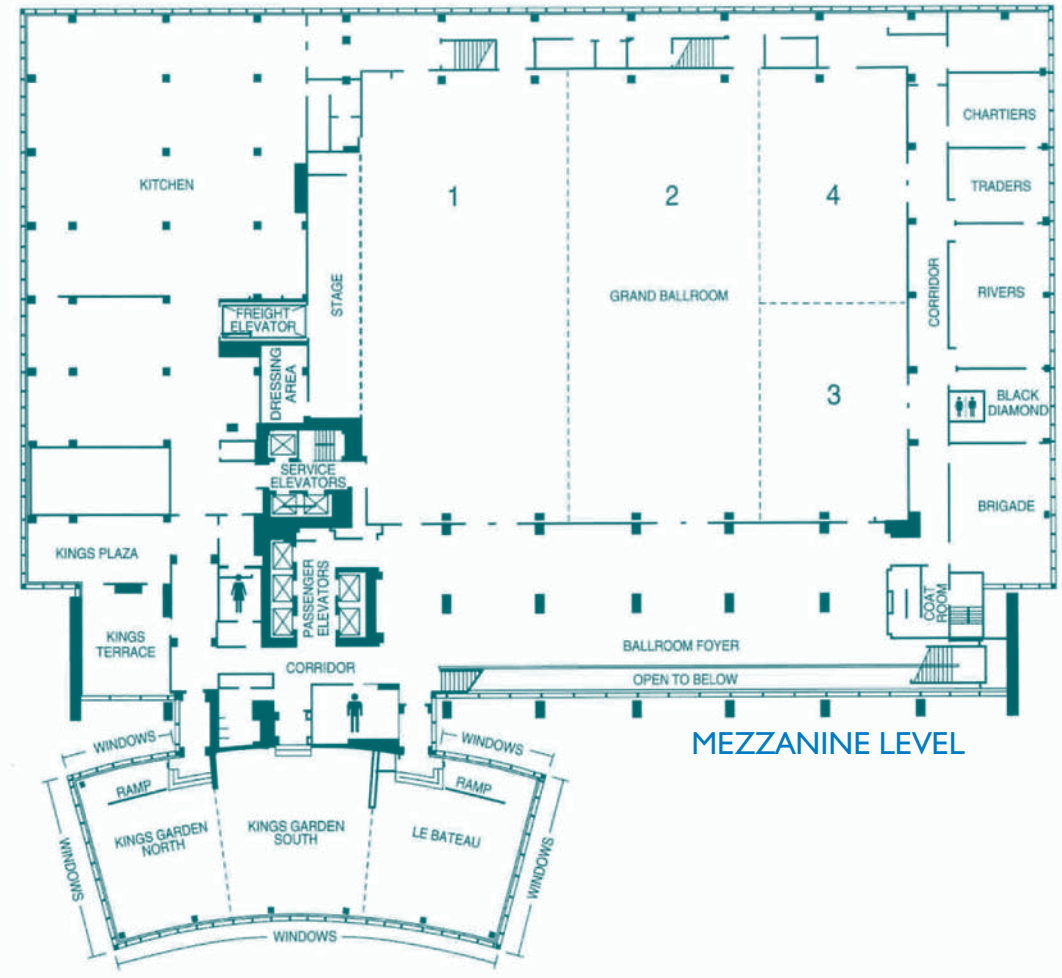 CHARTIERS
KITCHEN
1
2
4
TRADERS
STAGE
GRAND BALLROOM
CORRIDOR
RIVERS
FREIGHT
ELEVATOR
DRESSING
AREA
3
BLACK
DIAMOND
SERVICE
ELEVATORS
BRIGADE
KINGS PLAZA
PASSENGER
ELEVATORS
COAT
ROOM
KINGS
TERRACE
BALLROOM FOYER
CORRIDOR
OPEN TO BELOW
MEZZANINE LEVEL
WINDOWS
WINDOWS
RAMP
RAMP
KINGS GARDEN
NORTH
KINGS GARDEN
SOUTH
LE BATEAU
WINDOWS
WINDOWS
WINDOWS